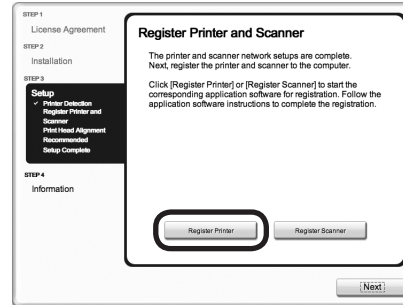 STEP 1
License Agreement
STEP 2
Installation
STEP 3
Setup
✓ Printer Detection
Register Printer and
Scanner
Print Head Alignment
Recommended
Setup Complete
STEP 4
Information
Register Printer and Scanner
The printer and scanner network setups are complete.
Next, register the printer and scanner to the computer.
Click [Register Printer] or [Register Scanner] to start the
corresponding application software for registration. Follow the
application software instructions to complete the registration.
Register Printer
Register Scanner
Next